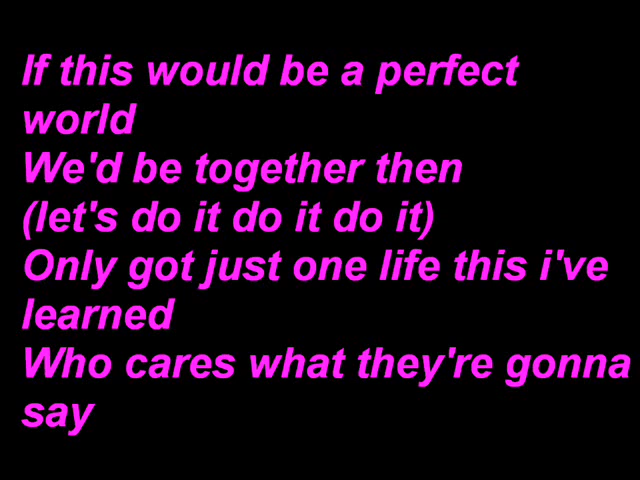 If this would be a perfect
world
We'd be together then
(let's do it do it do it)
Only got just one life this i've
learned
Who cares what they're gonna
say